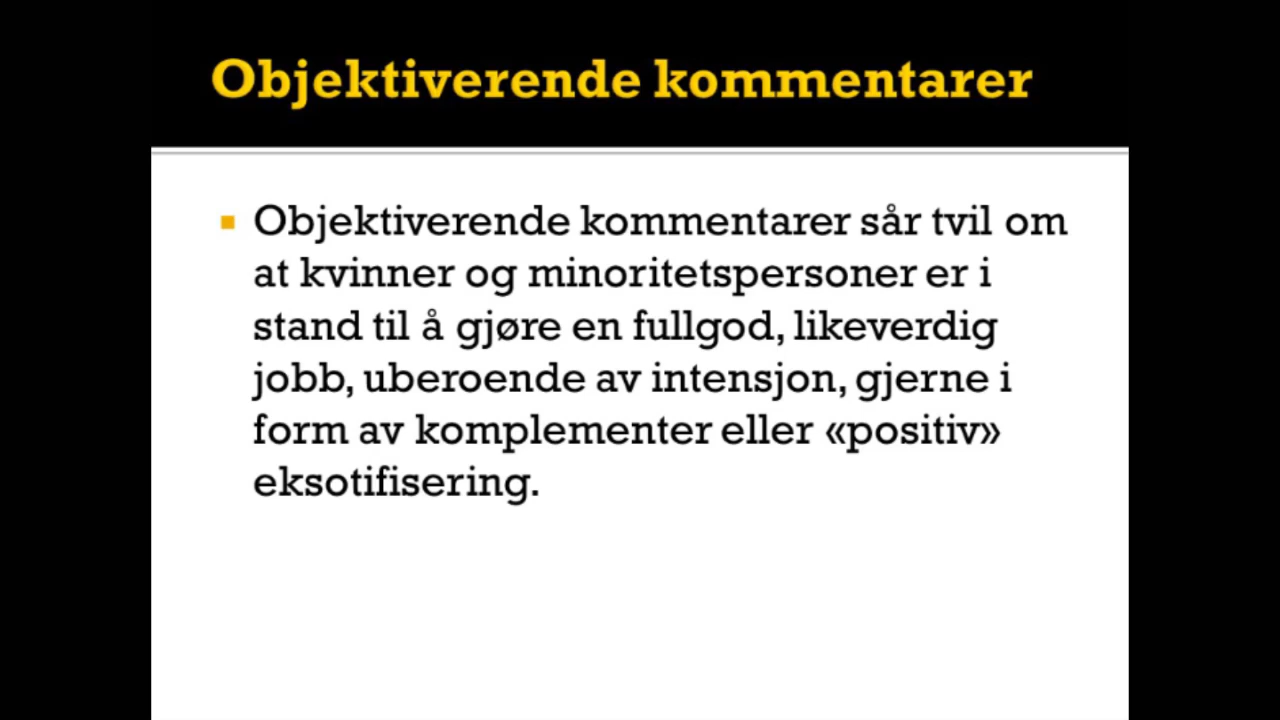 Objektiverende kommentarer
Objektiverende kommentarer sår tvil om
at kvinner og minoritetspersoner er i
stand til å gjøre en fullgod, likeverdig
jobb, uberoende av intensjon, gjerne i
form av komplementer eller «positiv»
eksotifisering.